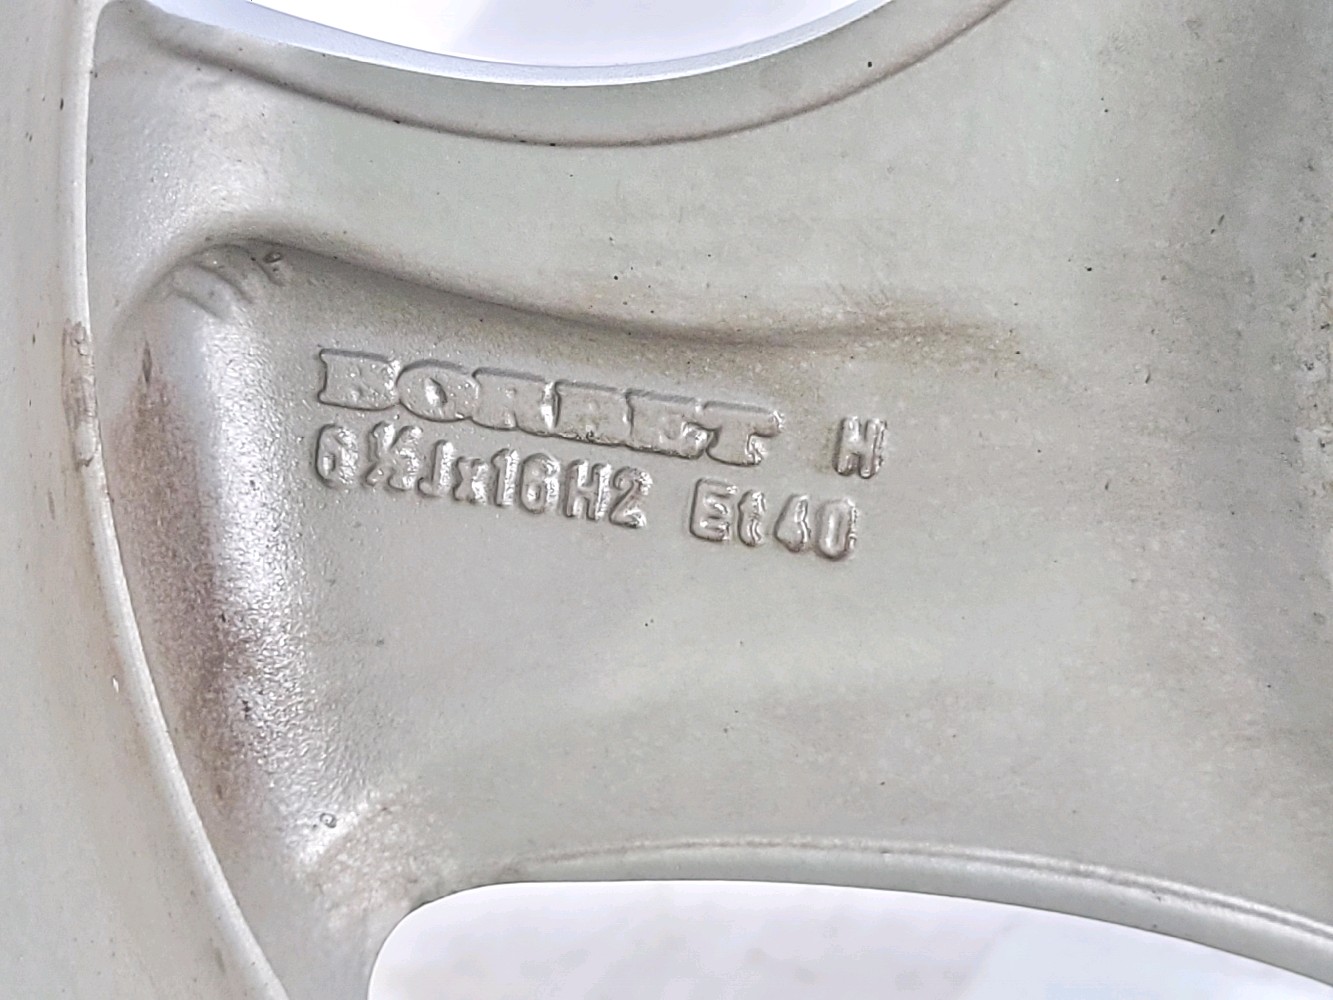 BORBET H
6½Jx16H2 Et40